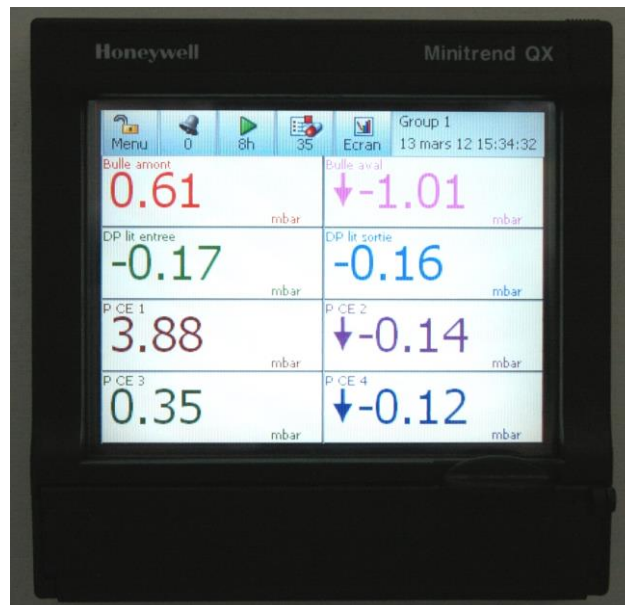 Honeywell
Minitrend QX
Menu 0 8h 35 Ecran
Group 1
13 mars 12 15:34:32
Bulle amont
0.61
mbar
Bulle aval
-1.01
mbar
DP lit entree
-0.17
mbar
DP lit sortie
-0.16
mbar
P CE 1
3.88
mbar
P CE 2
-0.14
mbar
P CE 3
0.35
mbar
P CE 4
-0.12
mbar